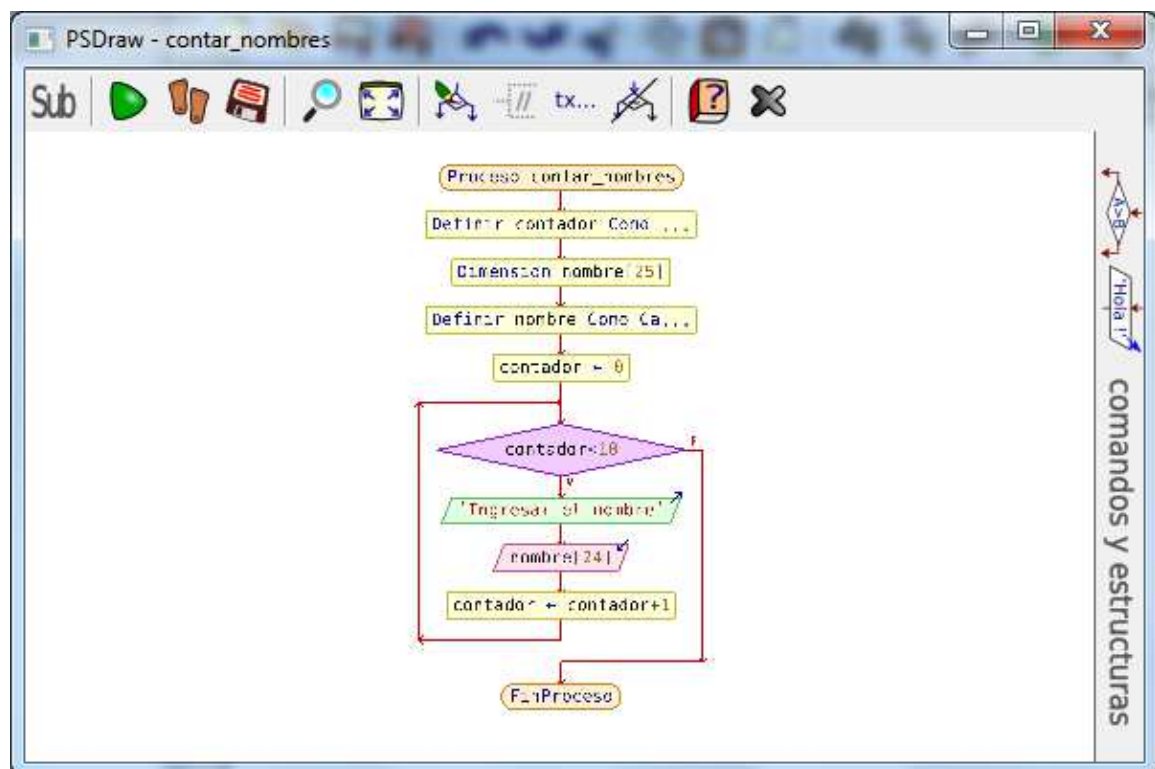 PSDraw - contar_nombres
Sub
//
tx...
?
Proceso contar_nombres
Definir contador Como ...
Dimension nombre[25]
Definir nombre Como Ca...
contador ← 0
contador<10
F
V
'Ingresar el nombre'
nombre[24]
contador ← contador+1
FinProceso
A>B
'Hola !'
comandos y estructuras